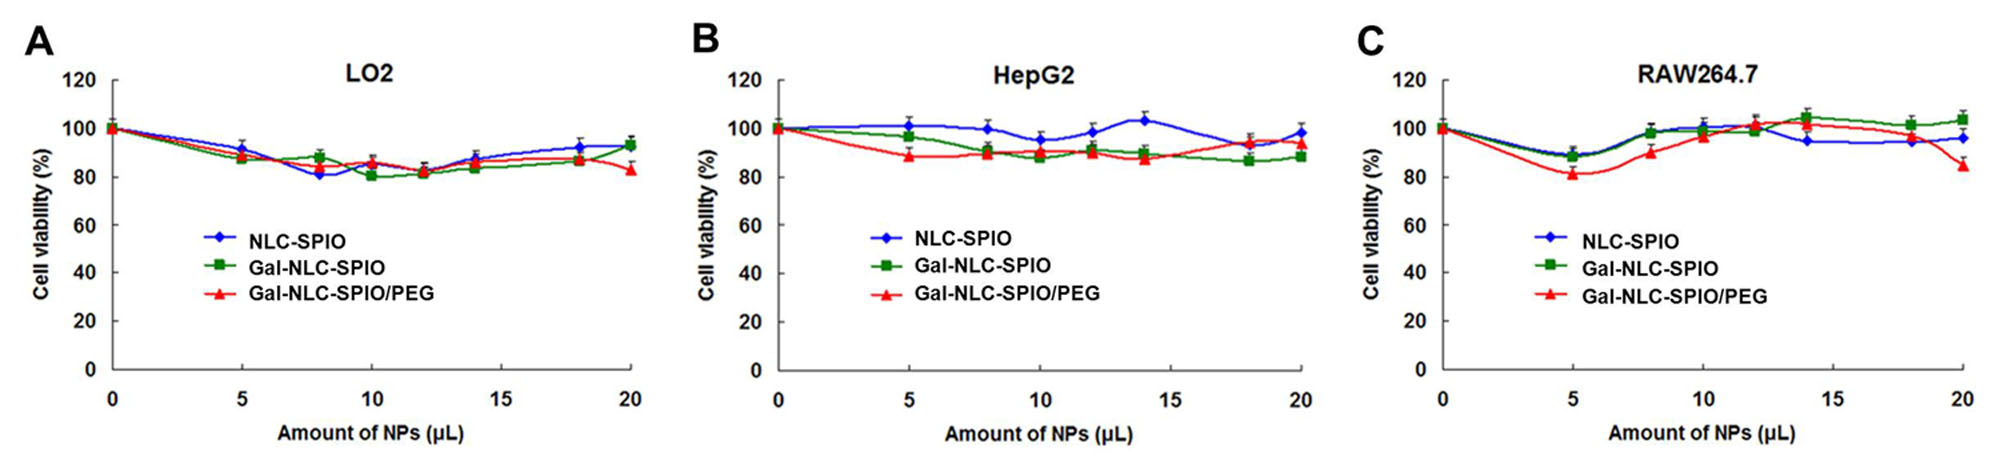 A
LO2
Cell viability (%)
120
100
80
60
40
20
0
NLC-SPIO
Gal-NLC-SPIO
Gal-NLC-SPIO/PEG
0 5 10 15 20
Amount of NPs (μL)
B
HepG2
Cell viability (%)
120
100
80
60
40
20
0
NLC-SPIO
Gal-NLC-SPIO
Gal-NLC-SPIO/PEG
0 5 10 15 20
Amount of NPs (μL)
C
RAW264.7
Cell viability (%)
120
100
80
60
40
20
0
NLC-SPIO
Gal-NLC-SPIO
Gal-NLC-SPIO/PEG
0 5 10 15 20
Amount of NPs (μL)